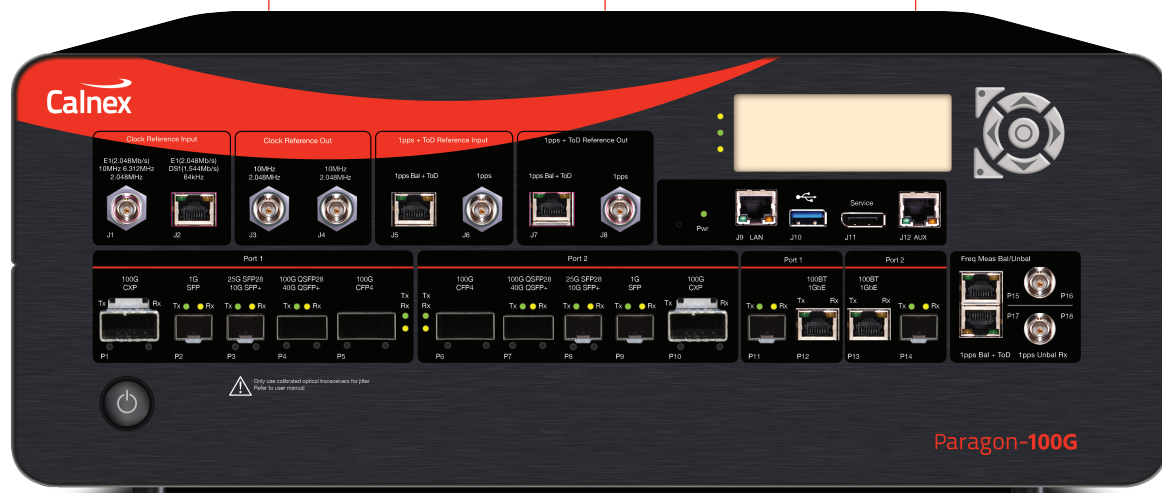 Calnex
Clock Reference Input
Clock Reference Out
1pps + ToD Reference Input
1pps + ToD Reference Out
E1(2.048Mb/s)
10MHz 6.312MHz
2.048MHz
E1(2.048Mb/s)
DS1(1.544Mb/s)
64kHz
10MHz
2.048MHz
10MHz
2.048MHz
1pps Bal + ToD
1pps
1pps Bal + ToD
1pps
J1
J2
J3
J4
J5
J6
J7
J8
Pwr
Service
J9 LAN
J10
J11
J12 AUX
Port 1
Port 2
Port 1
Port 2
Freq Meas Bal/Unbal
100G
CXP
1G
SFP
25G SFP28
10G SFP+
100G QSFP28
40G QSFP+
100G
CFP4
100G
CFP4
100G QSFP28
40G QSFP+
25G SFP28
10G SFP+
1G
SFP
100G
CXP
100BT
1GbE
100BT
1GbE
Tx Rx
Tx Rx
Tx Rx
Tx Rx
Tx
Rx
Tx
Rx
Tx Rx
Tx Rx
Tx Rx
Tx Rx
Tx Rx
Tx Rx
Tx Rx
Tx Rx
P15
P16
P17
P18
P1
P2
P3
P4
P5
P6
P7
P8
P9
P10
P11
P12
P13
P14
1pps Bal + ToD
1pps Unbal Rx
Only use calibrated optical transceivers for jitter
Refer to user manual
Paragon-100G